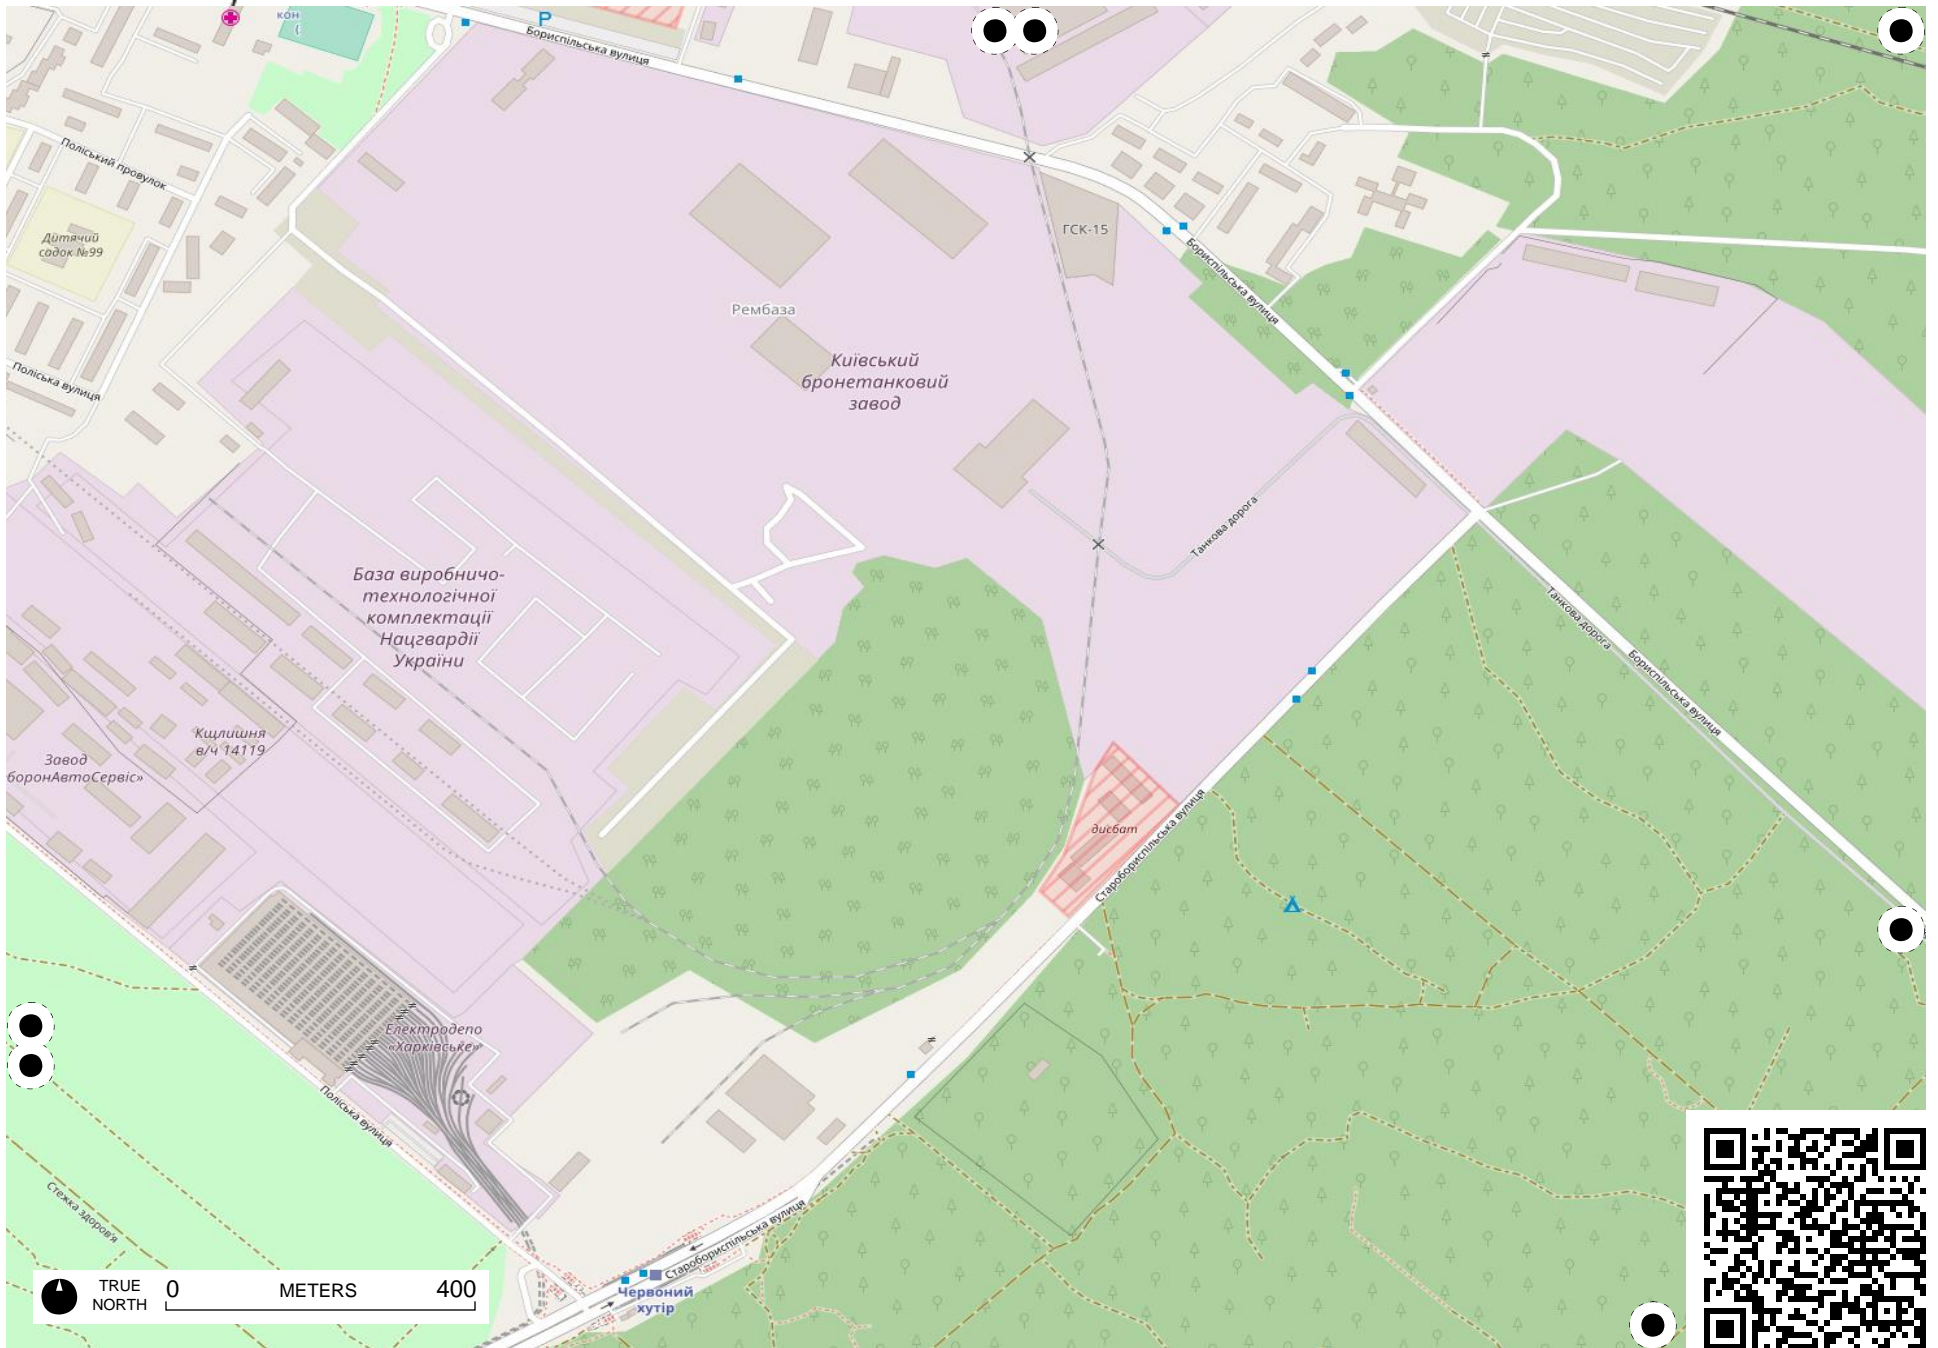 кон
P
Бориспільська вулиця
Поліський провулок
Дитячий
садок №99
ГСК-15
Бориспільська вулиця
Рембаза
Київський
бронетанковий
завод
Поліська вулиця
Танкова дорога
База виробничо-
технологічної
комплектації
Нацгвардії
України
Танкова дорога
Бориспільська вулиця
Кщлишня
в/ч 14119
Завод
боронАвтоСервіс»
дисбат
Старобориспільська вулиця
Електродепо
«Харківське»
Поліська вулиця
Стежка здоров'я
Старобориспільська вулиця
Червоний
хутір
TRUE
NORTH
0 METERS 400